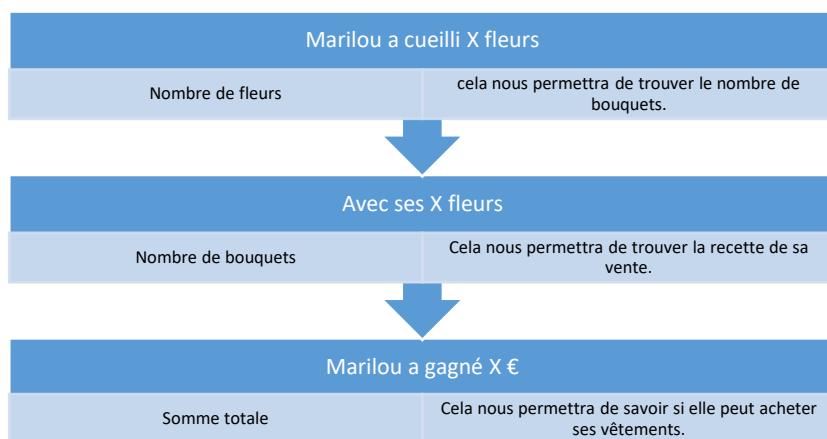 Marilou a cueilli X fleurs
Nombre de fleurs
cela nous permettra de trouver le nombre de
bouquets.
Avec ses X fleurs
Nombre de bouquets
Cela nous permettra de trouver la recette de sa
vente.
Marilou a gagné X €
Somme totale
Cela nous permettra de savoir si elle peut acheter
ses vêtements.